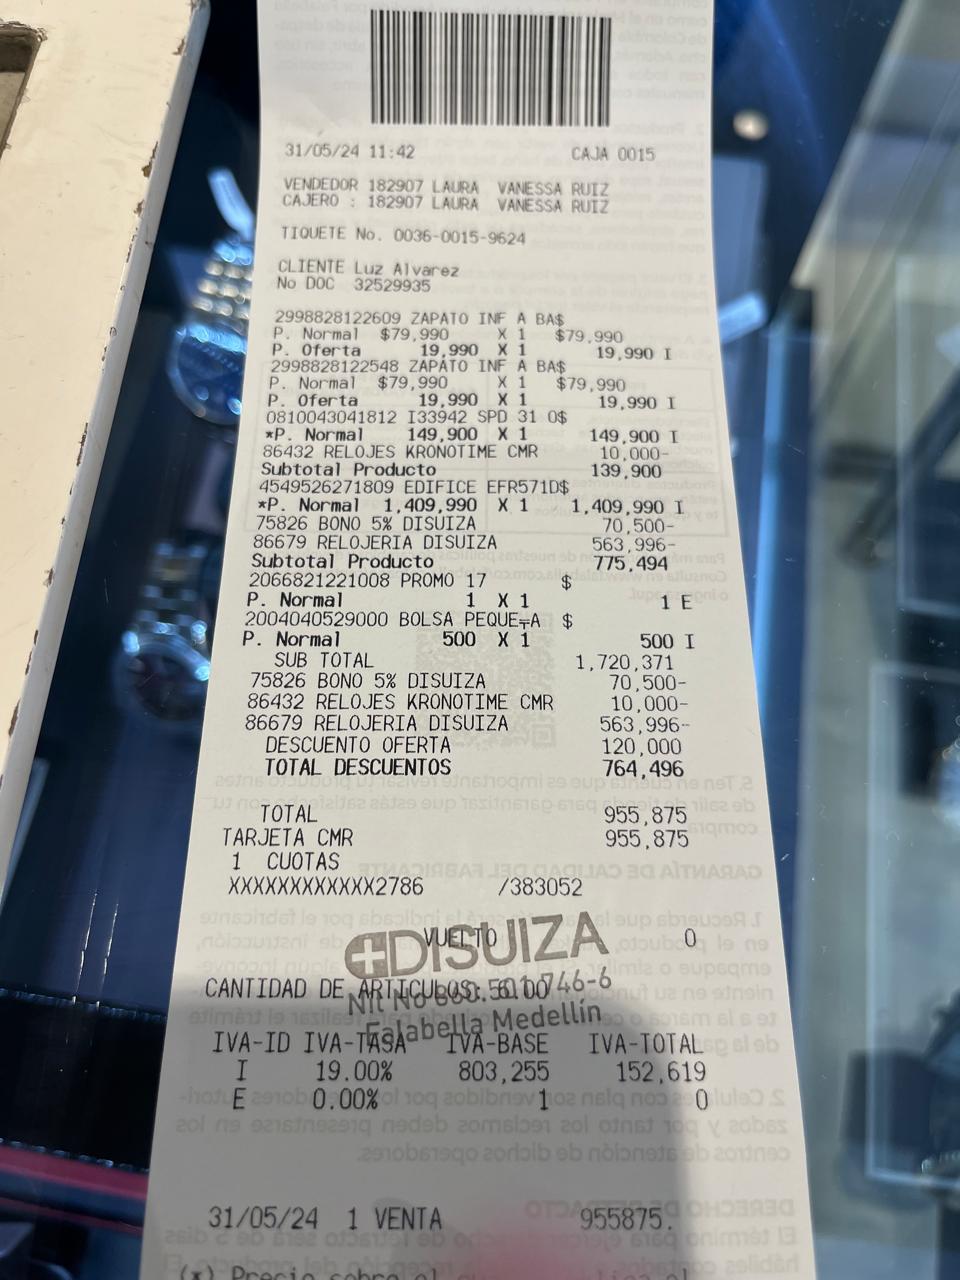 31/05/24 11:42 CAJA 0015
VENDEDOR 182907 LAURA VANESSA RUIZ
CAJERO : 182907 LAURA VANESSA RUIZ
TIQUETE No. 0036-0015-9624
CLIENTE Luz Alvarez
No DOC 32529935
2998828122609 ZAPATO INF A BA$
P. Normal $79,990 X 1 $79,990
P. Oferta 19,990 X 1 19,990 I
2998828122548 ZAPATO INF A BA$
P. Normal $79,990 X 1 $79,990
P. Oferta 19,990 X 1 19,990 I
0810043041812 I33942 SPD 31 O$
*P. Normal 149,900 X 1 149,900 I
86432 RELOJES KRONOTIME CMR 10,000-
Subtotal Producto 139,900
4549526271809 EDIFICE EFR571D$
*P. Normal 1,409,990 X 1 1,409,990 I
75826 BONO 5% DISUIZA 70,500-
86679 RELOJERIA DISUIZA 563,996-
Subtotal Producto 775,494
2066821221008 PROMO 17 $
P. Normal 1 X 1 1 E
2004040529000 BOLSA PEQUE╤A $
P. Normal 500 X 1 500 I
SUB TOTAL 1,720,371
75826 BONO 5% DISUIZA 70,500-
86432 RELOJES KRONOTIME CMR 10,000-
86679 RELOJERIA DISUIZA 563,996-
DESCUENTO OFERTA 120,000
TOTAL DESCUENTOS 764,496
TOTAL 955,875
TARJETA CMR 955,875
1 CUOTAS
XXXXXXXXXXXX2786 /383052
VUELTO 0
DISUIZA
CANTIDAD DE ARTICULOS: 6.00
Nit No 860.501.746-6
Falabella Medellín
IVA-ID IVA-TASA IVA-BASE IVA-TOTAL
I 19.00% 803,255 152,619
E 0.00% 1 0
31/05/24 1 VENTA 955875.
(*) Precio sobre el